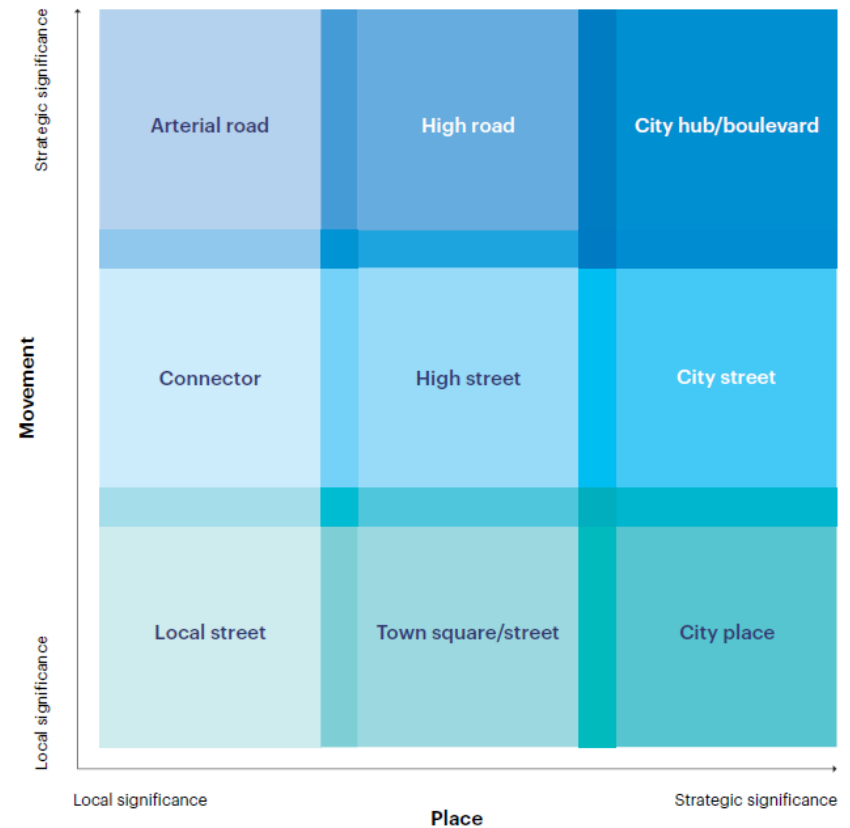 Strategic significance
Arterial road
High road
City hub/boulevard
Movement
Connector
High street
City street
Local significance
Local street
Town square/street
City place
Local significance
Strategic significance
Place